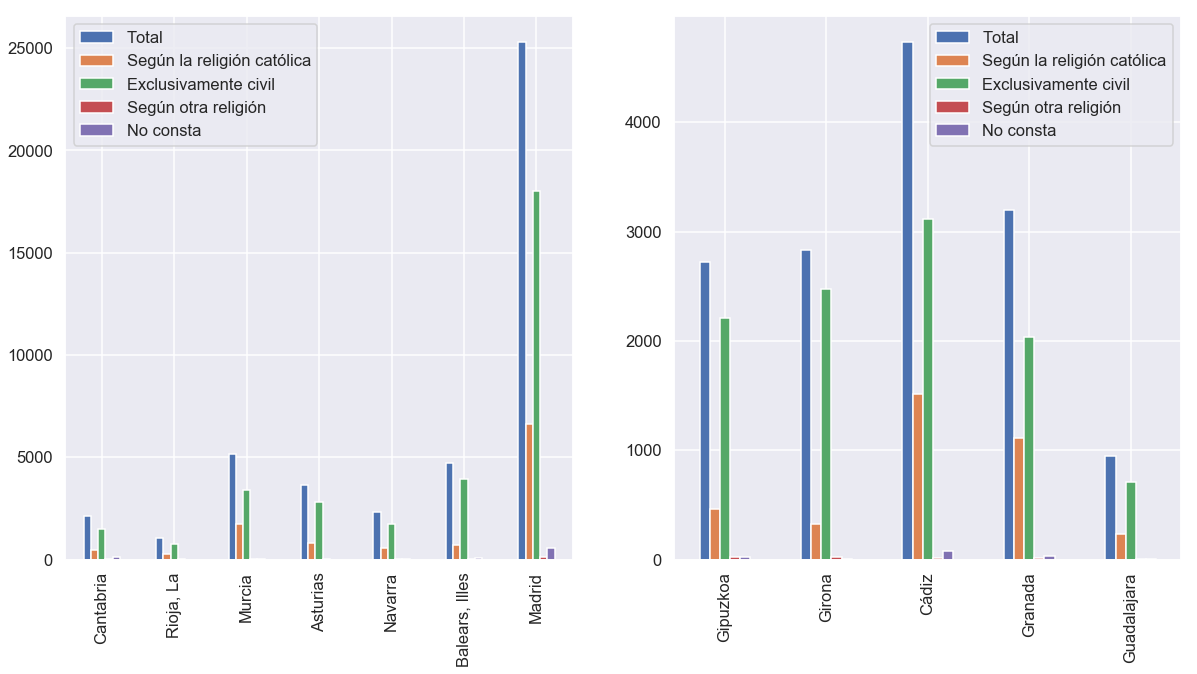 25000
20000
15000
10000
5000
0
Total
Según la religión católica
Exclusivamente civil
Según otra religión
No consta
Cantabria
Rioja, La
Murcia
Asturias
Navarra
Balears, Illes
Madrid
4000
3000
2000
1000
0
Total
Según la religión católica
Exclusivamente civil
Según otra religión
No consta
Gipuzkoa
Girona
Cádiz
Granada
Guadalajara